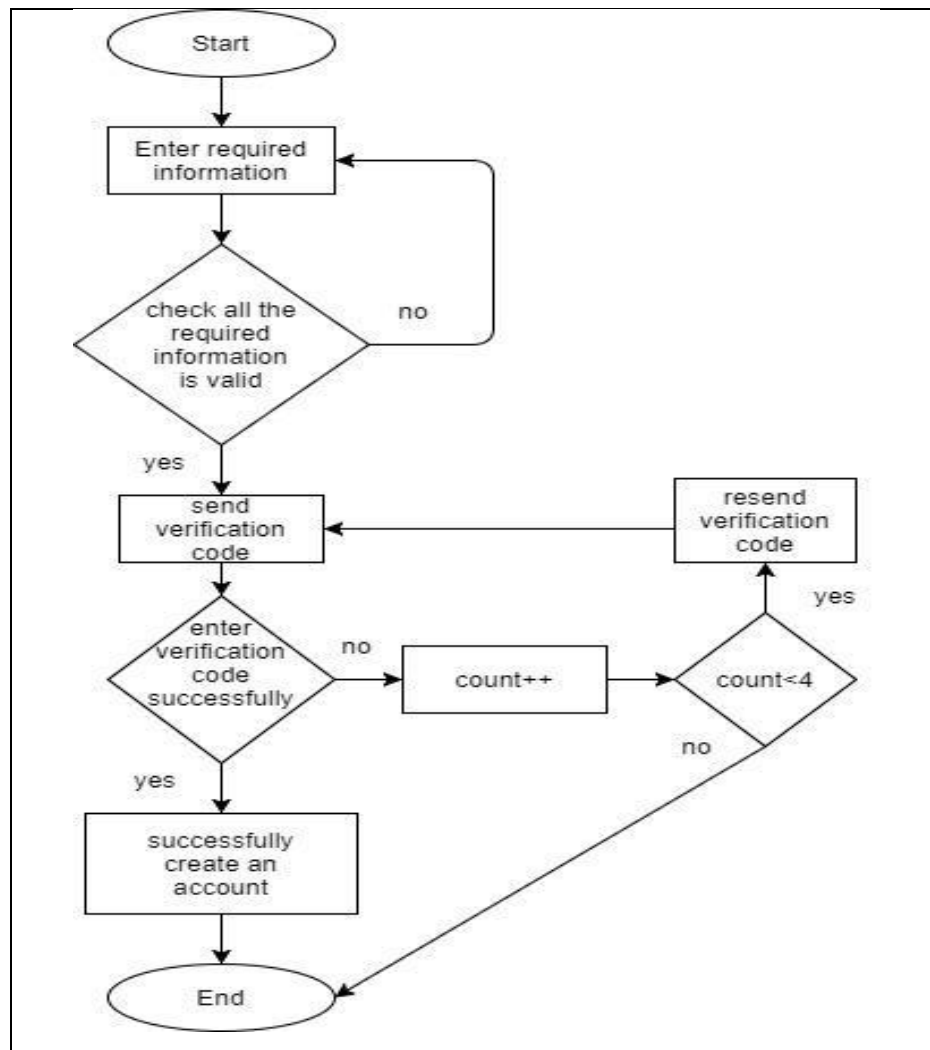 Start
Enter required
information
check all the
required
information
is valid
no
yes
send
verification
code
resend
verification
code
yes
enter
verification
code
successfully
no
count++
count<4
no
yes
successfully
create an
account
End